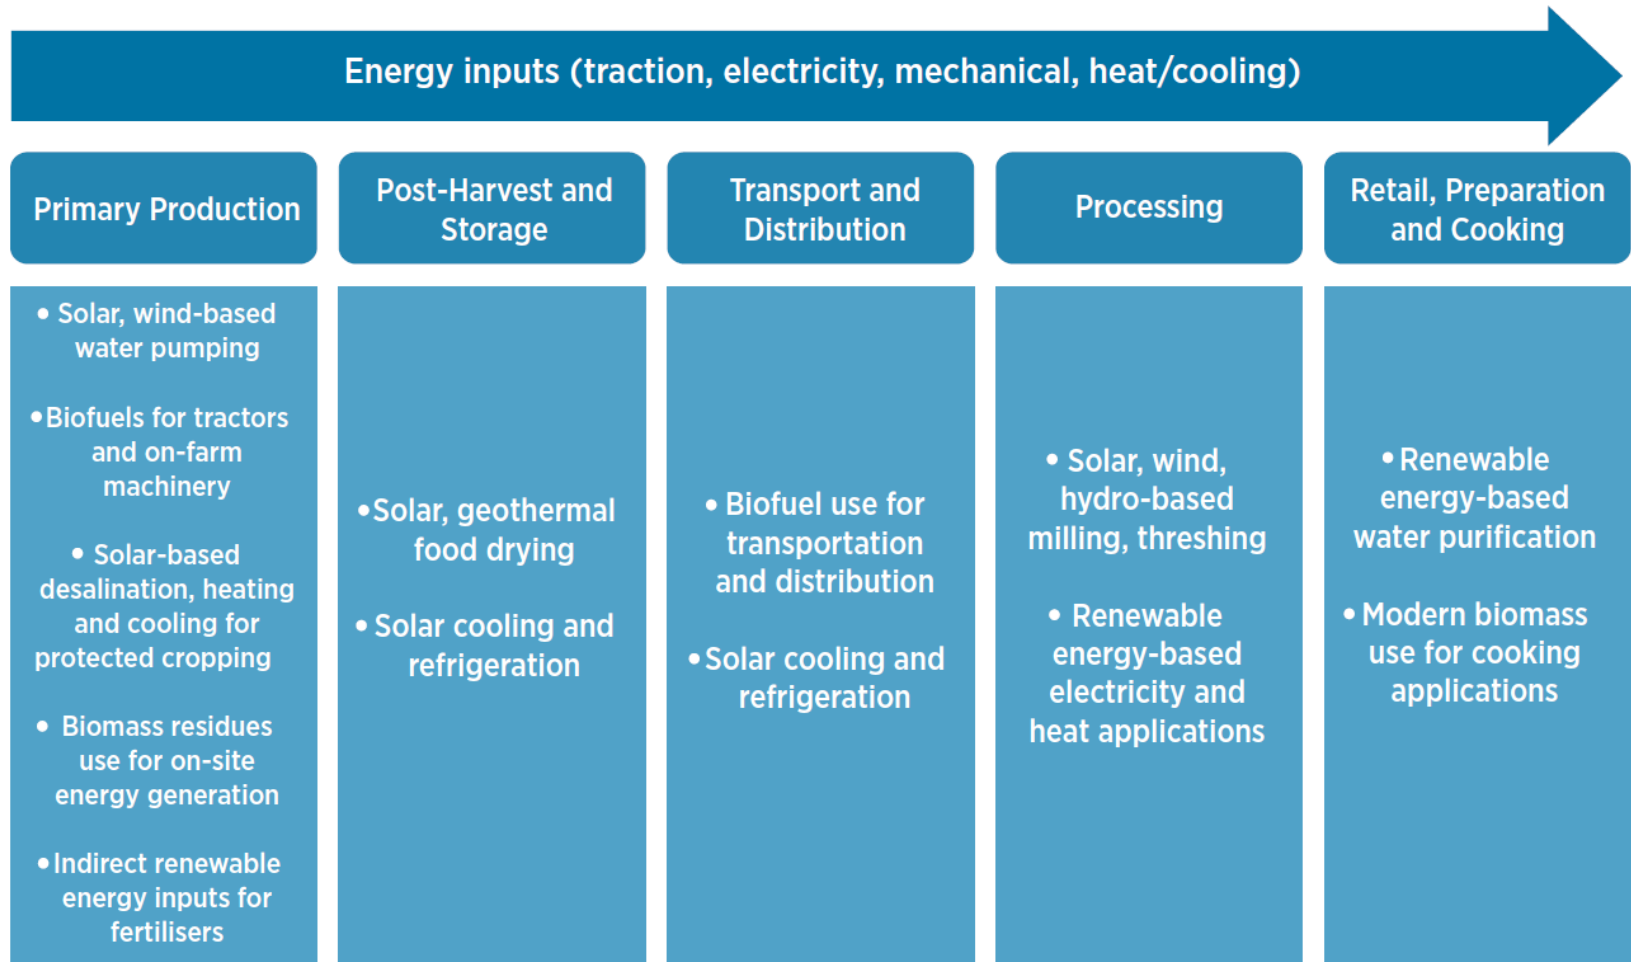 Energy inputs (traction, electricity, mechanical, heat/cooling)
Primary Production
Post-Harvest and
Storage
Transport and
Distribution
Processing
Retail, Preparation
and Cooking
• Solar, wind-based
water pumping
• Biofuels for tractors
and on-farm
machinery
• Solar-based
desalination, heating
and cooling for
protected cropping
• Biomass residues
use for on-site
energy generation
• Indirect renewable
energy inputs for
fertilisers
• Solar, geothermal
food drying
• Solar cooling and
refrigeration
• Biofuel use for
transportation
and distribution
• Solar cooling and
refrigeration
• Solar, wind,
hydro-based
milling, threshing
• Renewable
energy-based
electricity and
heat applications
• Renewable
energy-based
water purification
• Modern biomass
use for cooking
applications